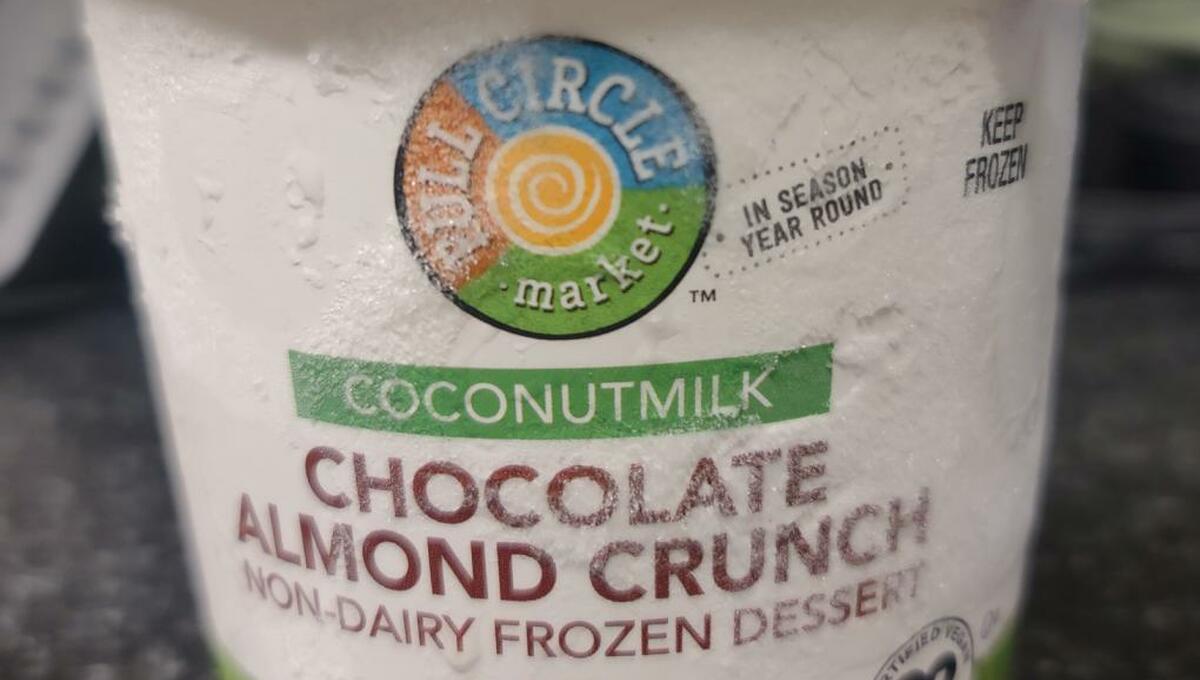 FULL CIRCLE
market
TM
IN SEASON
YEAR ROUND
KEEP
FROZEN
COCONUTMILK
CHOCOLATE
ALMOND CRUNCH
NON-DAIRY FROZEN DESSERT